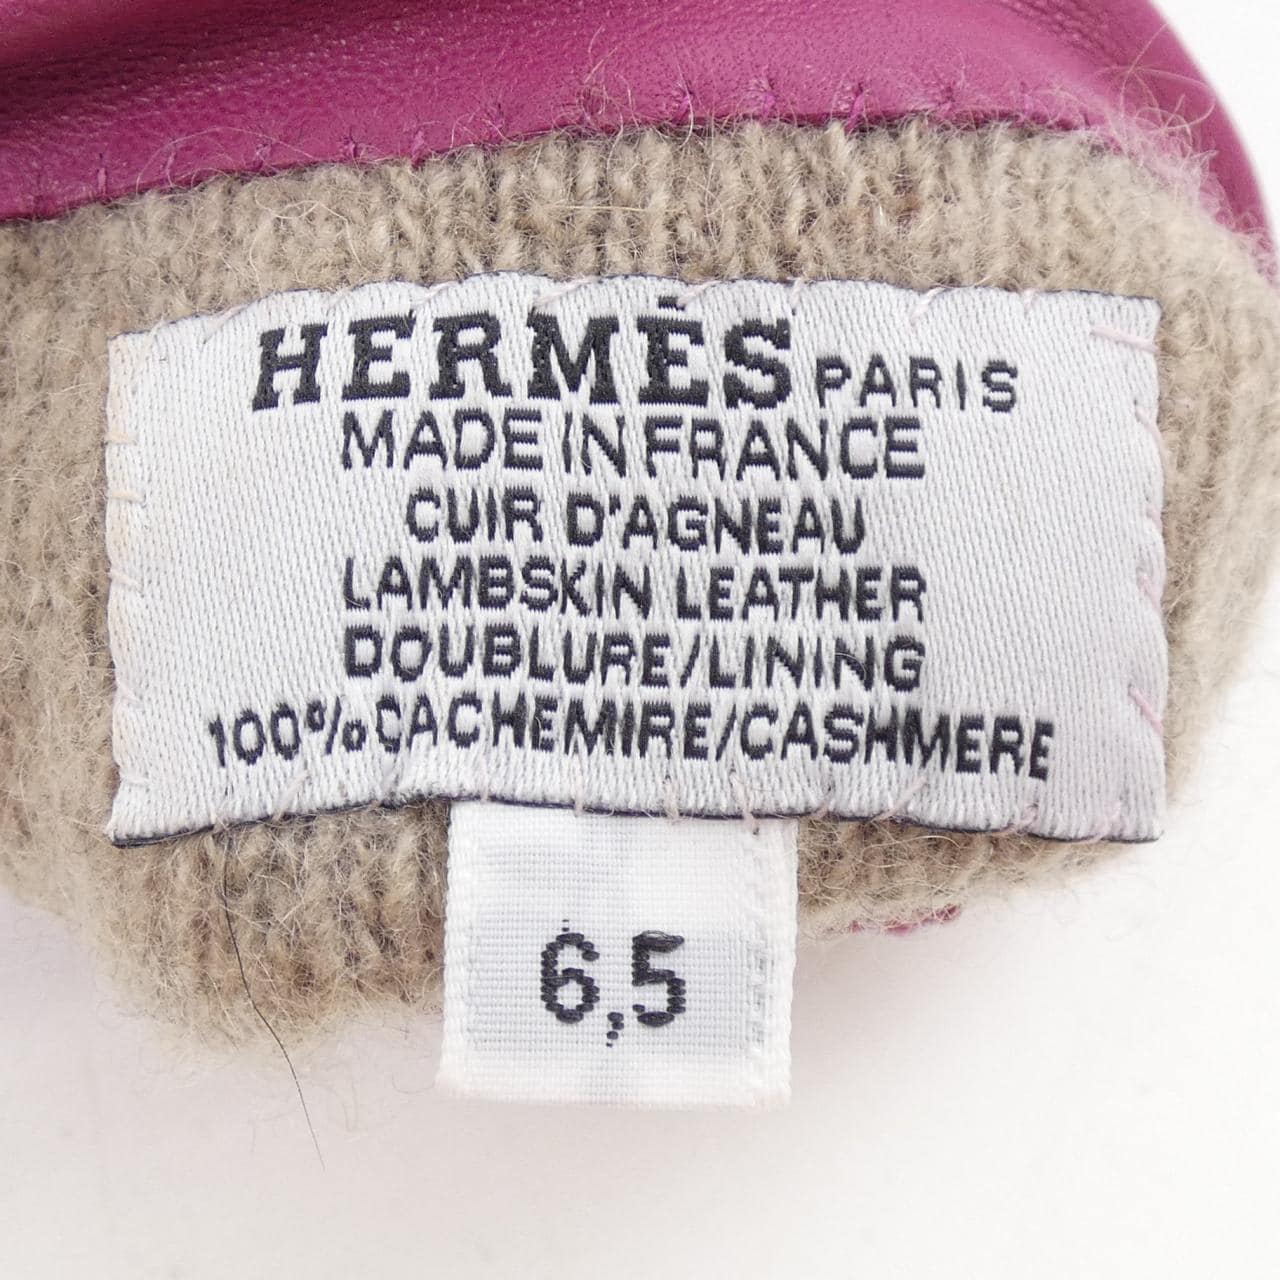 HERMÈS PARIS
MADE IN FRANCE
CUIR D'AGNEAU
LAMBSKIN LEATHER
DOUBLURE/LINING
100% CACHEMIRE/CASHMERE
6,5